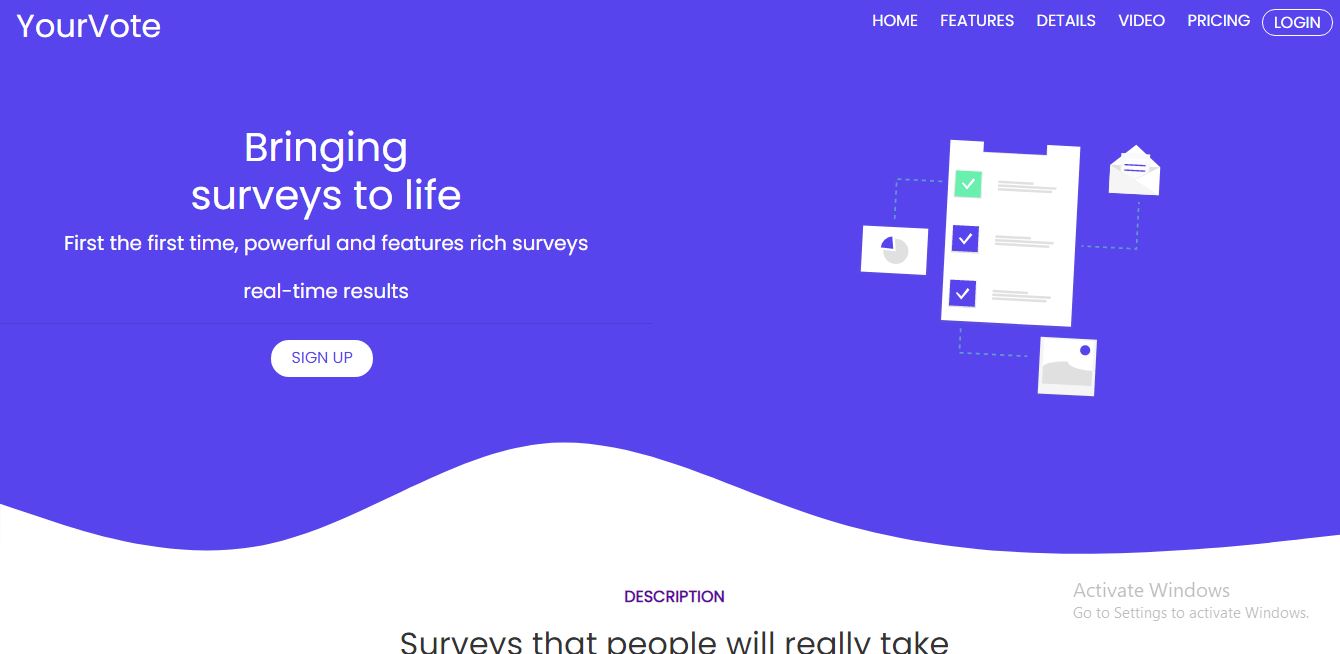 YourVote
HOME FEATURES DETAILS VIDEO PRICING LOGIN
Bringing
surveys to life
First the first time, powerful and features rich surveys
real-time results
SIGN UP
DESCRIPTION
Surveys that people will really take
Activate Windows
Go to Settings to activate Windows.